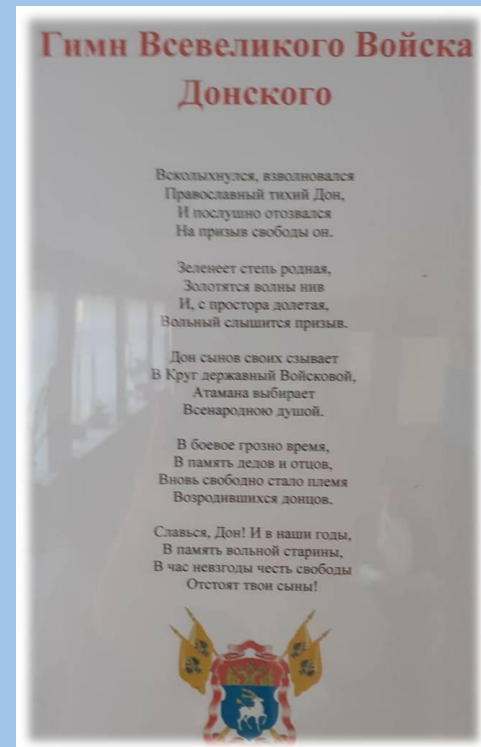 Гимн Всевеликого Войска
Донского
Всколыхнулся, взволновался
Православный тихий Дон,
И послушно отозвался
На призыв свободы он.
Зеленеет степь родная,
Золотятся волны нив
И, с простора долетая,
Вольный слышится призыв.
Дон сынов своих сзывает
В Круг державный Войсковой,
Атамана выбирает
Всенародною душой.
В боевое грозно время,
В память дедов и отцов,
Вновь свободно стало племя
Возродившихся донцов.
Славься, Дон! И в наши годы,
В память вольной старины,
В час невзгоды честь свободы
Отстоят твои сыны!